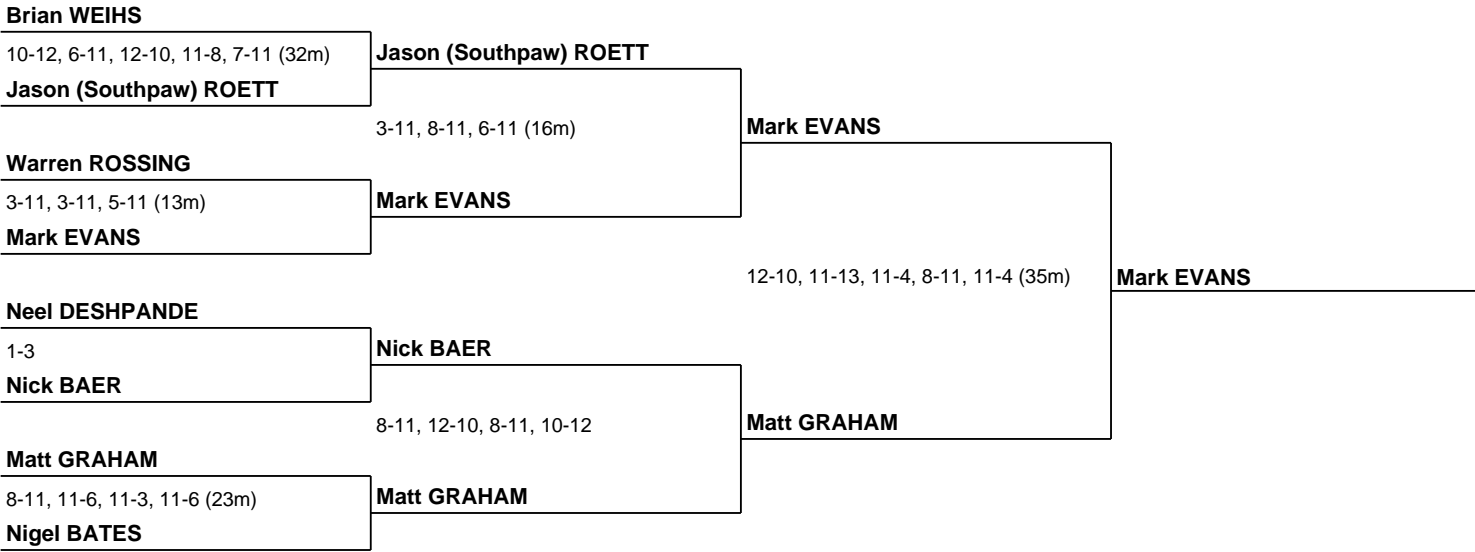 Brian WEIHS
10-12, 6-11, 12-10, 11-8, 7-11 (32m)
Jason (Southpaw) ROETT
Jason (Southpaw) ROETT
3-11, 8-11, 6-11 (16m)
Mark EVANS
Warren ROSSING
3-11, 3-11, 5-11 (13m)
Mark EVANS
Mark EVANS
12-10, 11-13, 11-4, 8-11, 11-4 (35m)
Mark EVANS
Neel DESHPANDE
1-3
Nick BAER
Nick BAER
8-11, 12-10, 8-11, 10-12
Matt GRAHAM
Matt GRAHAM
8-11, 11-6, 11-3, 11-6 (23m)
Matt GRAHAM
Nigel BATES